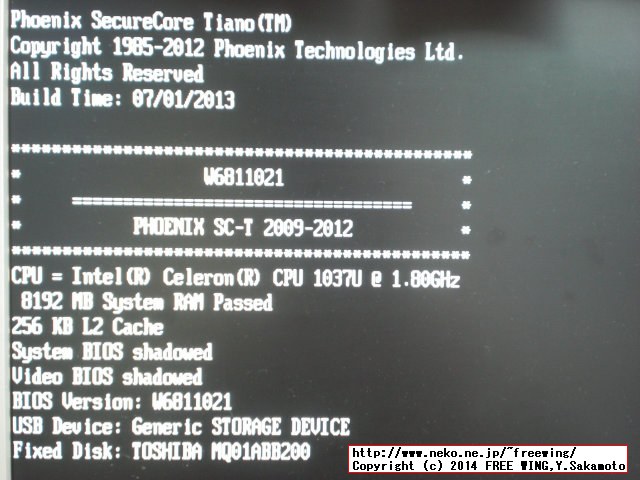 Phoenix SecureCore Tiano(TM)
Copyright 1985-2012 Phoenix Technologies Ltd.
All Rights Reserved
Build Time: 07/01/2013
*********************************************
* W6811021 *
* ================================== *
* PHOENIX SC-T 2009-2012 *
*********************************************
CPU = Intel(R) Celeron(R) CPU 1037U @ 1.80GHz
8192 MB System RAM Passed
256 KB L2 Cache
System BIOS shadowed
Video BIOS shadowed
BIOS Version: W6811021
USB Device: Generic STORAGE DEVICE
Fixed Disk: TOSHIBA MQ01ABB200
http://www.neko.ne.jp/~freewing/
Copyright (c) 2014 FREE WING,Y.Sakamoto